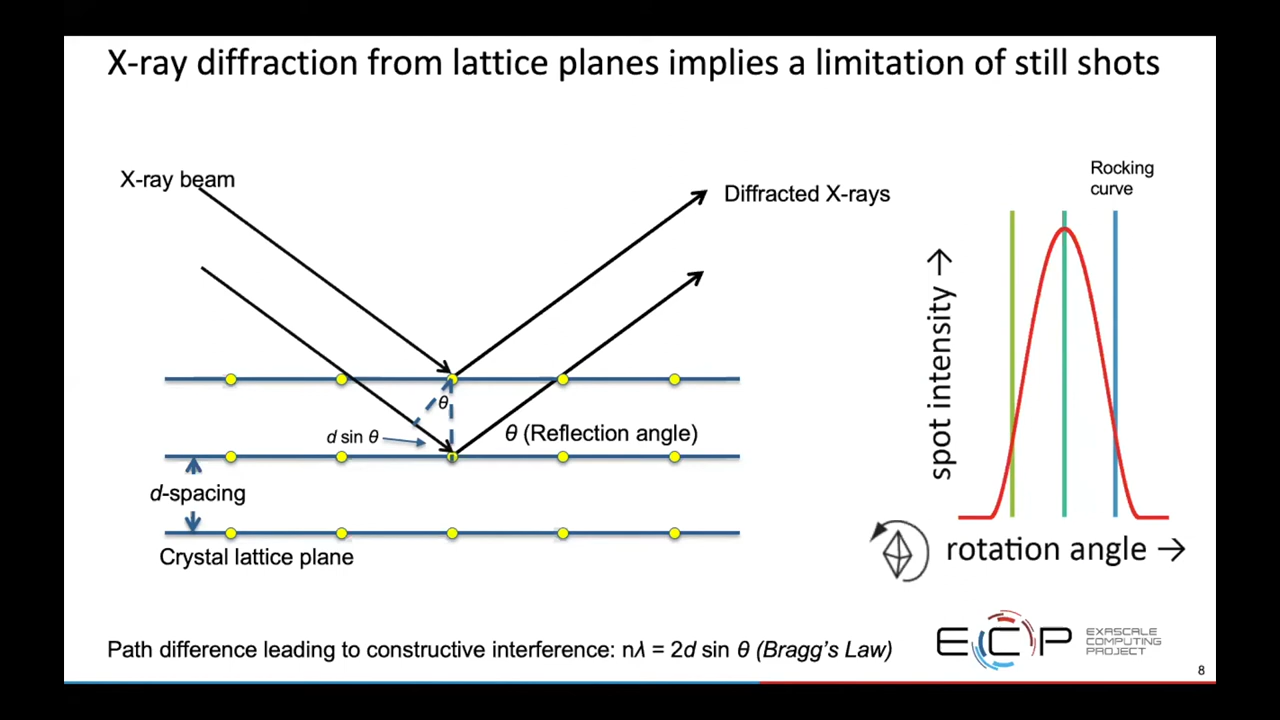 X-ray diffraction from lattice planes implies a limitation of still shots
X-ray beam
Diffracted X-rays
Rocking
curve
θ
d sin θ
θ (Reflection angle)
d-spacing
Crystal lattice plane
spot intensity →
rotation angle →
Path difference leading to constructive interference: nλ = 2d sin θ (Bragg’s Law)
ECP
EXASCALE
COMPUTING
PROJECT
8